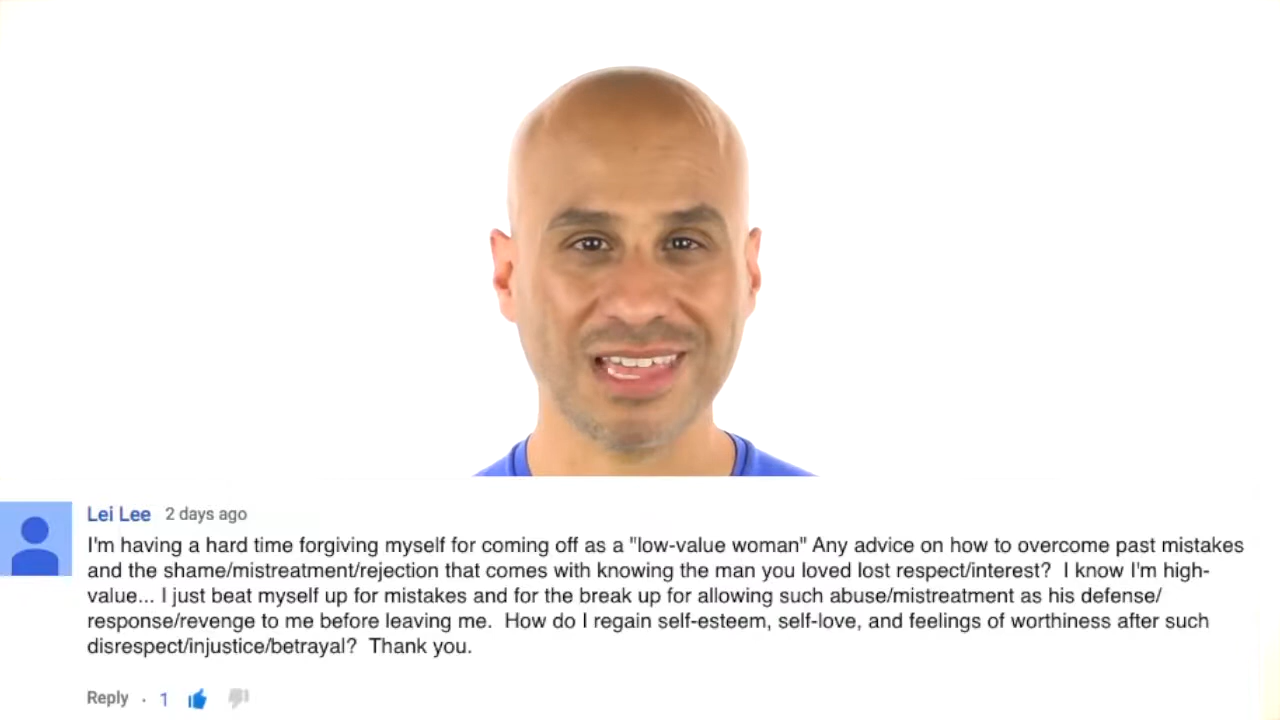 Lei Lee 2 days ago
I'm having a hard time forgiving myself for coming off as a "low-value woman" Any advice on how to overcome past mistakes
and the shame/mistreatment/rejection that comes with knowing the man you loved lost respect/interest?  I know I'm high-
value... I just beat myself up for mistakes and for the break up for allowing such abuse/mistreatment as his defense/
response/revenge to me before leaving me.  How do I regain self-esteem, self-love, and feelings of worthiness after such
disrespect/injustice/betrayal?  Thank you.
Reply · 1